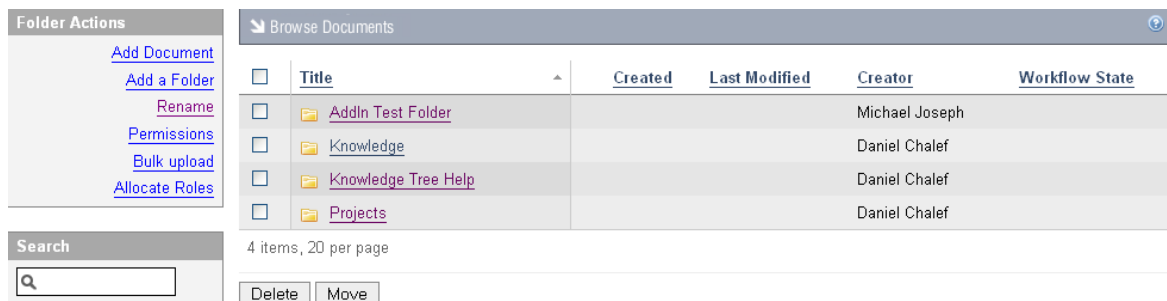 Folder Actions
Add Document
Add a Folder
Rename
Permissions
Bulk upload
Allocate Roles
Search
Browse Documents ?
Title Created Last Modified Creator Workflow State
AddIn Test Folder Michael Joseph
Knowledge Daniel Chalef
Knowledge Tree Help Daniel Chalef
Projects Daniel Chalef
4 items, 20 per page
Delete Move